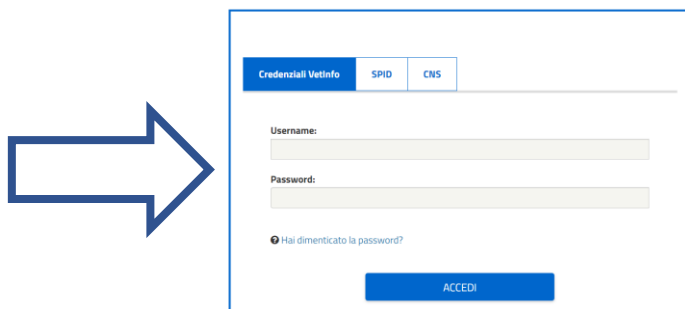 Credenziali VetInfo SPID CNS
Username:
Password:
Hai dimenticato la password?
ACCEDI